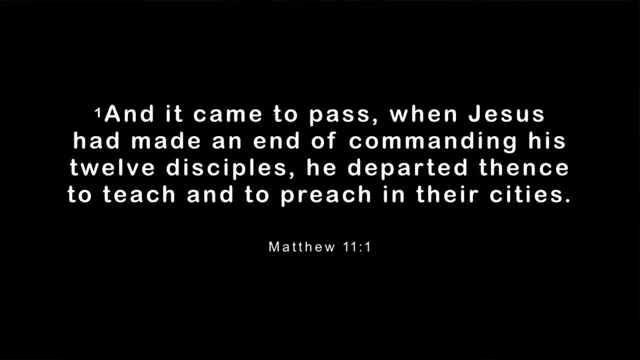 ¹And it came to pass, when Jesus
had made an end of commanding his
twelve disciples, he departed thence
to teach and to preach in their cities.
Matthew 11:1